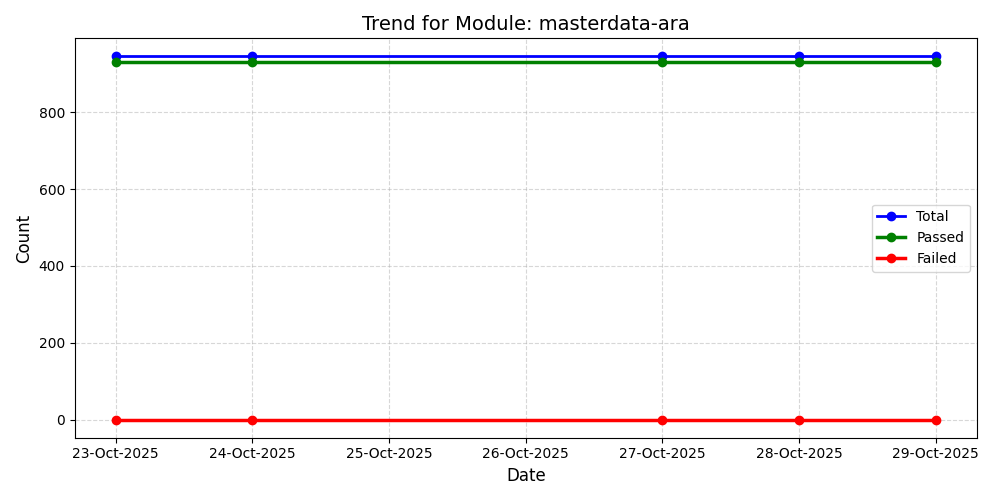 Trend for Module: masterdata-ara
Count
800
600
400
200
0
Total
Passed
Failed
23-Oct-2025 24-Oct-2025 25-Oct-2025 26-Oct-2025 27-Oct-2025 28-Oct-2025 29-Oct-2025
Date